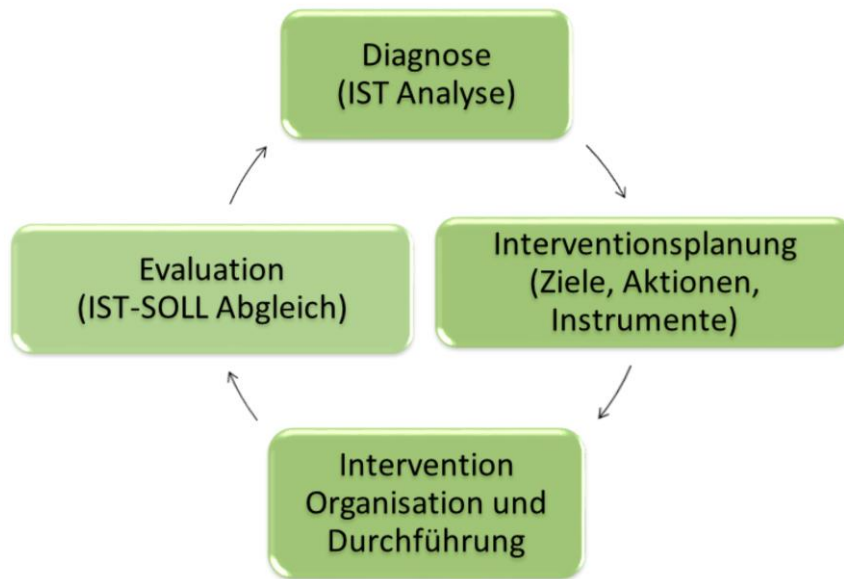 Diagnose
(IST Analyse)
Interventionsplanung
(Ziele, Aktionen,
Instrumente)
Intervention
Organisation und
Durchführung
Evaluation
(IST-SOLL Abgleich)